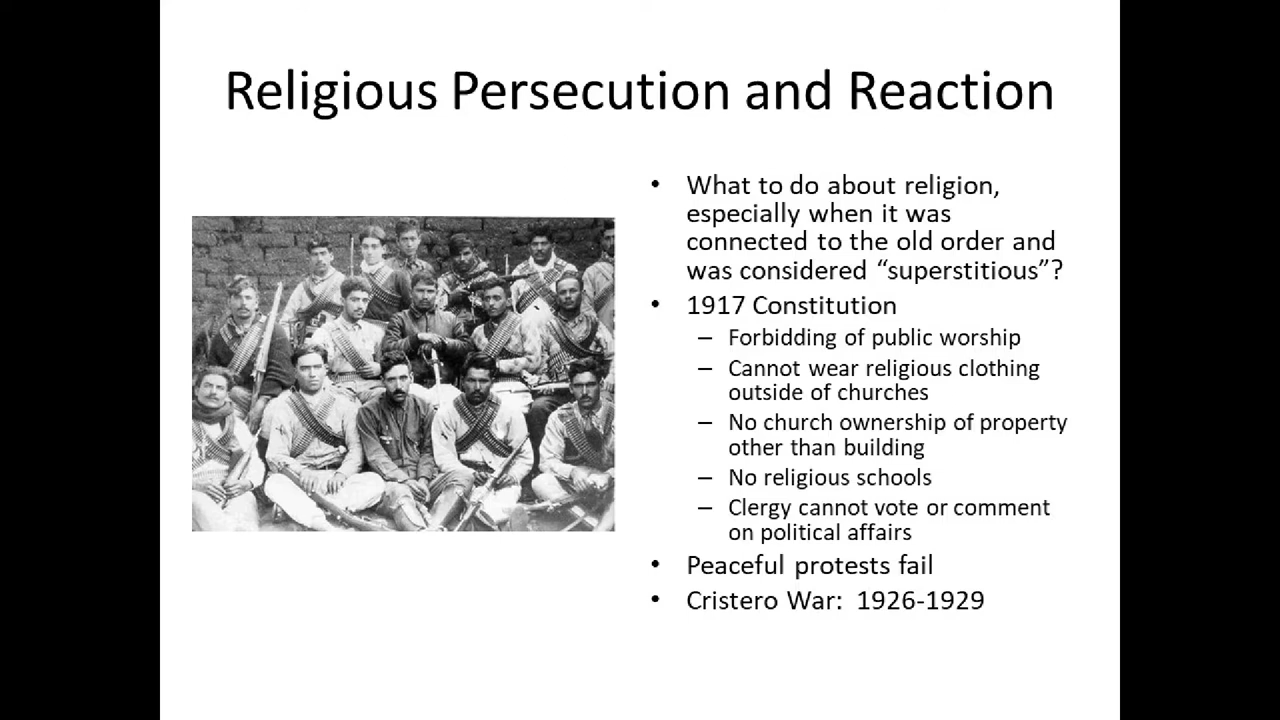 Religious Persecution and Reaction
• What to do about religion,
especially when it was
connected to the old order and
was considered “superstitious”?
• 1917 Constitution
– Forbidding of public worship
– Cannot wear religious clothing
outside of churches
– No church ownership of property
other than building
– No religious schools
– Clergy cannot vote or comment
on political affairs
• Peaceful protests fail
• Cristero War:  1926-1929